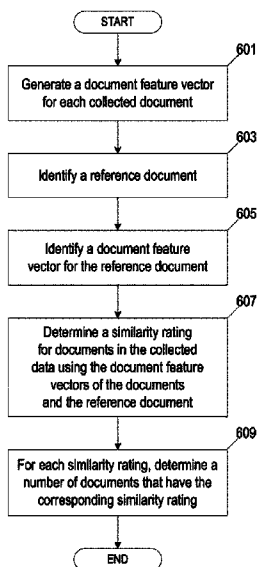 START
601
Generate a document feature vector
for each collected document
603
Identify a reference document
605
Identify a document feature
vector for the reference document
607
Determine a similarity rating
for documents in the collected
data using the document feature
vectors of the documents
and the reference document
609
For each similarity rating, determine a
number of documents that have the
corresponding similarity rating
END